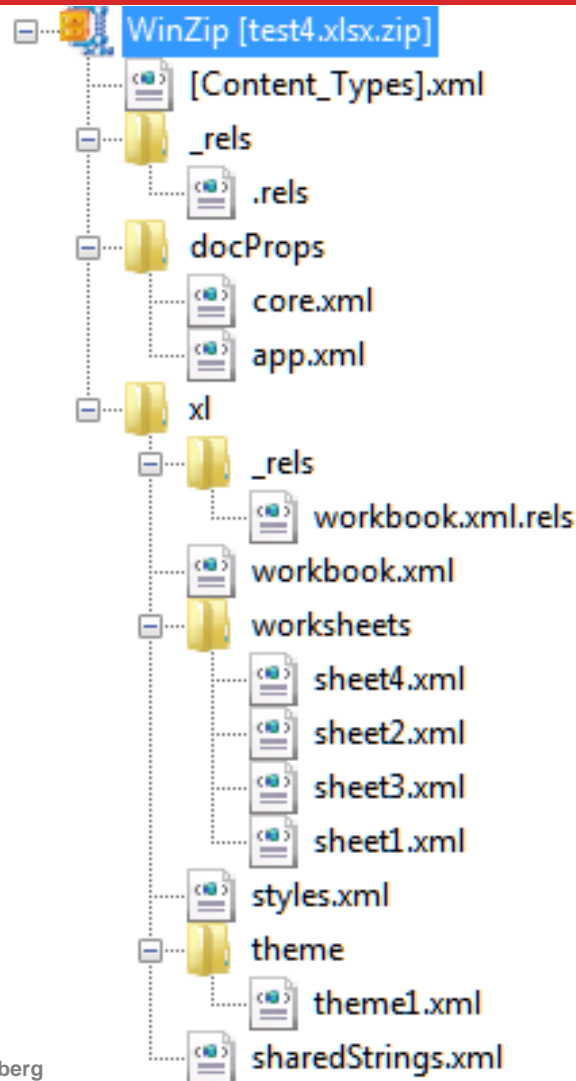 WinZip [test4.xlsx.zip]
[Content_Types].xml
_rels
.rels
docProps
core.xml
app.xml
xl
_rels
workbook.xml.rels
workbook.xml
worksheets
sheet4.xml
sheet2.xml
sheet3.xml
sheet1.xml
styles.xml
theme
theme1.xml
sharedStrings.xml
berg